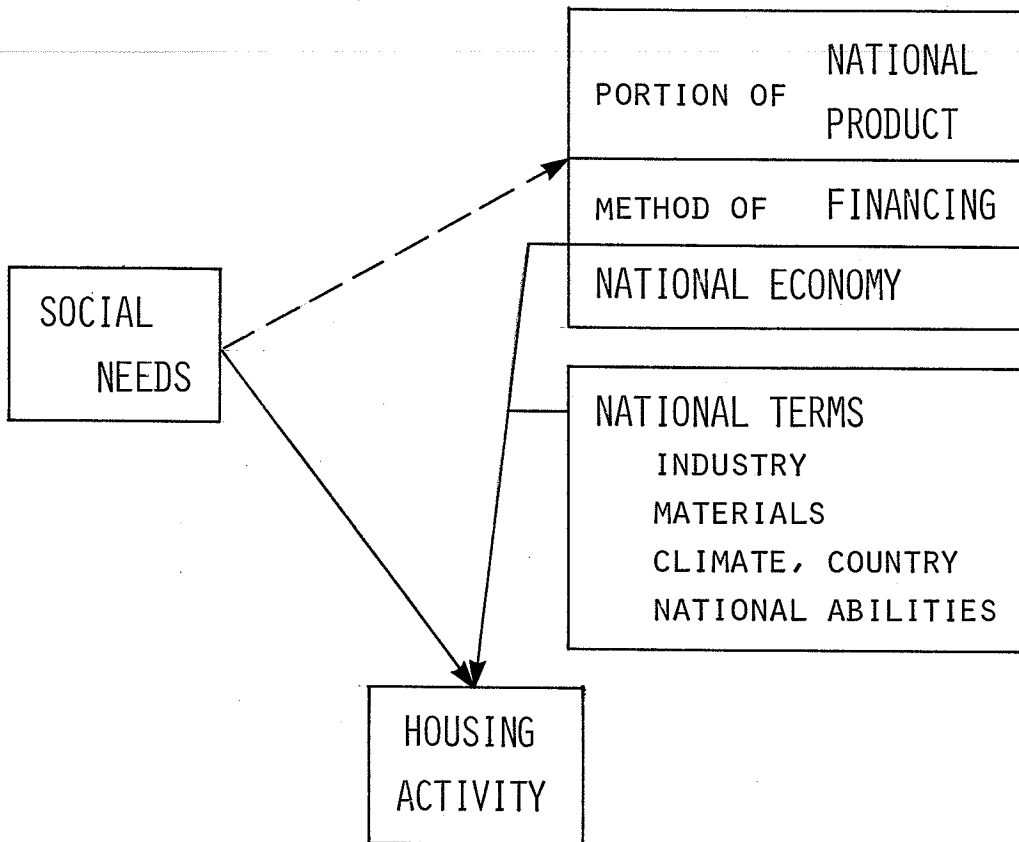 PORTION OF NATIONAL
PRODUCT
METHOD OF FINANCING
NATIONAL ECONOMY
SOCIAL
NEEDS
NATIONAL TERMS
INDUSTRY
MATERIALS
CLIMATE, COUNTRY
NATIONAL ABILITIES
HOUSING
ACTIVITY